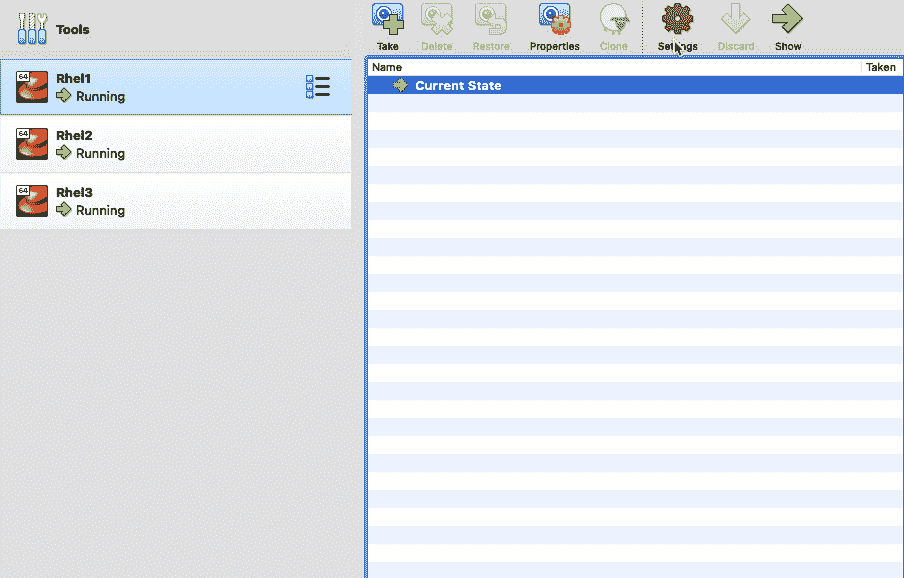 Tools
Take Delete Restore Properties Clone Settings Discard Show
Name Taken
Current State
64
Rhel1
Running
64
Rhel2
Running
64
Rhel3
Running